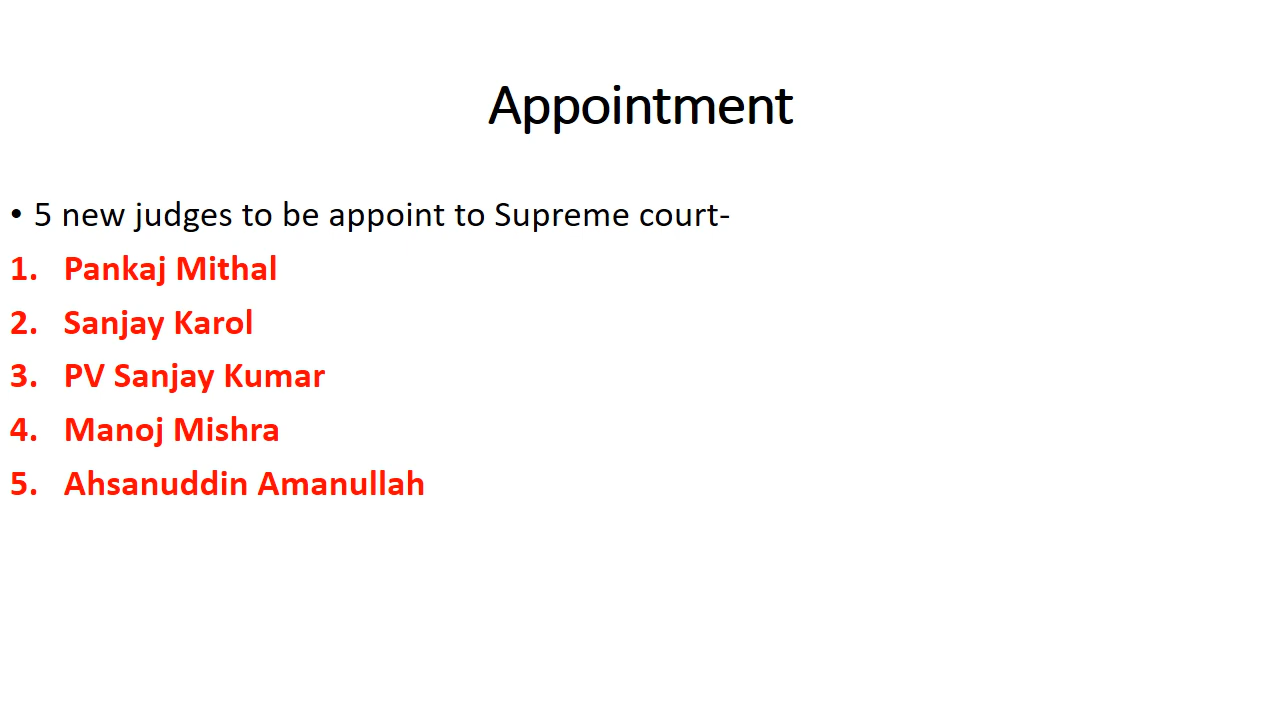 Appointment
• 5 new judges to be appoint to Supreme court-
1. Pankaj Mithal
2. Sanjay Karol
3. PV Sanjay Kumar
4. Manoj Mishra
5. Ahsanuddin Amanullah